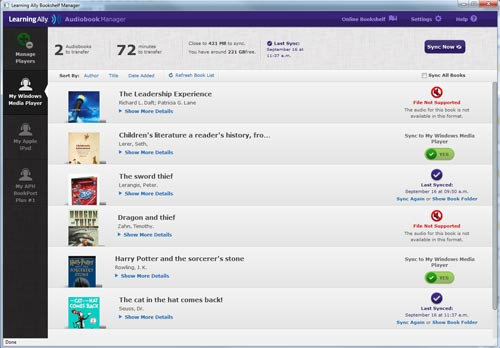 Learning Ally Bookshelf Manager
Learning Ally Audiobook Manager
Online Bookshelf Settings Help
Manage Players
2 Audiobooks to transfer
72 minutes to transfer
Close to 421 MB to sync.
You have around 221 GB free.
Last Sync:
September 16 at
11:37 a.m.
Sync Now
Sort By: Author Title Date Added Refresh Book List
Sync All Books
My Windows Media Player
My Apple iPad
My APH BookPort Plus #1
The Leadership Experience
Richard L. Daft; Patricia G. Lane
Show More Details
File Not Supported
The audio for this book is not
available in this format.
Children's literature a reader's history, fro...
Lerer, Seth,
Show More Details
Sync to My Windows Media
Player
YES
The sword thief
Lerangis, Peter.
Show More Details
Last Synced:
September 16 at 09:50 a.m.
Sync Again or Show Book Folder
Dragon and thief
Zahn, Timothy.
Show More Details
File Not Supported
The audio for this book is not
available in this format.
Harry Potter and the sorcerer's stone
Rowling, J. K.
Show More Details
Sync to My Windows Media
Player
YES
The cat in the hat comes back!
Seuss, Dr.
Show More Details
Last Synced:
September 16 at 11:37 a.m.
Sync Again or Show Book Folder
Done